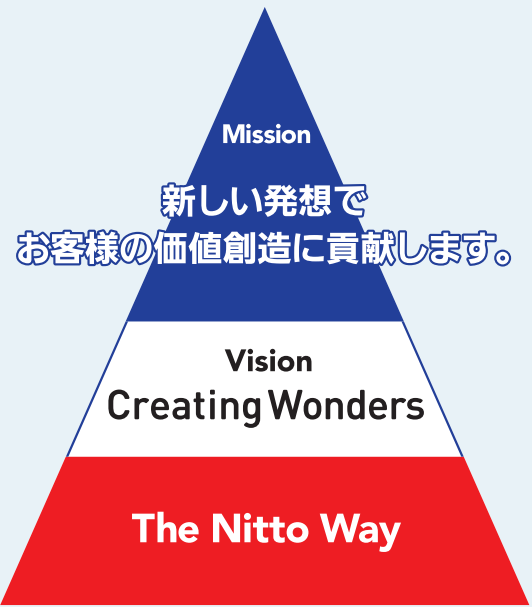 Mission
新しい発想で
お客様の価値創造に貢献します。
Vision
Creating Wonders
The Nitto Way